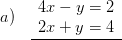 a) 4x − y = 2
2x + y = 4